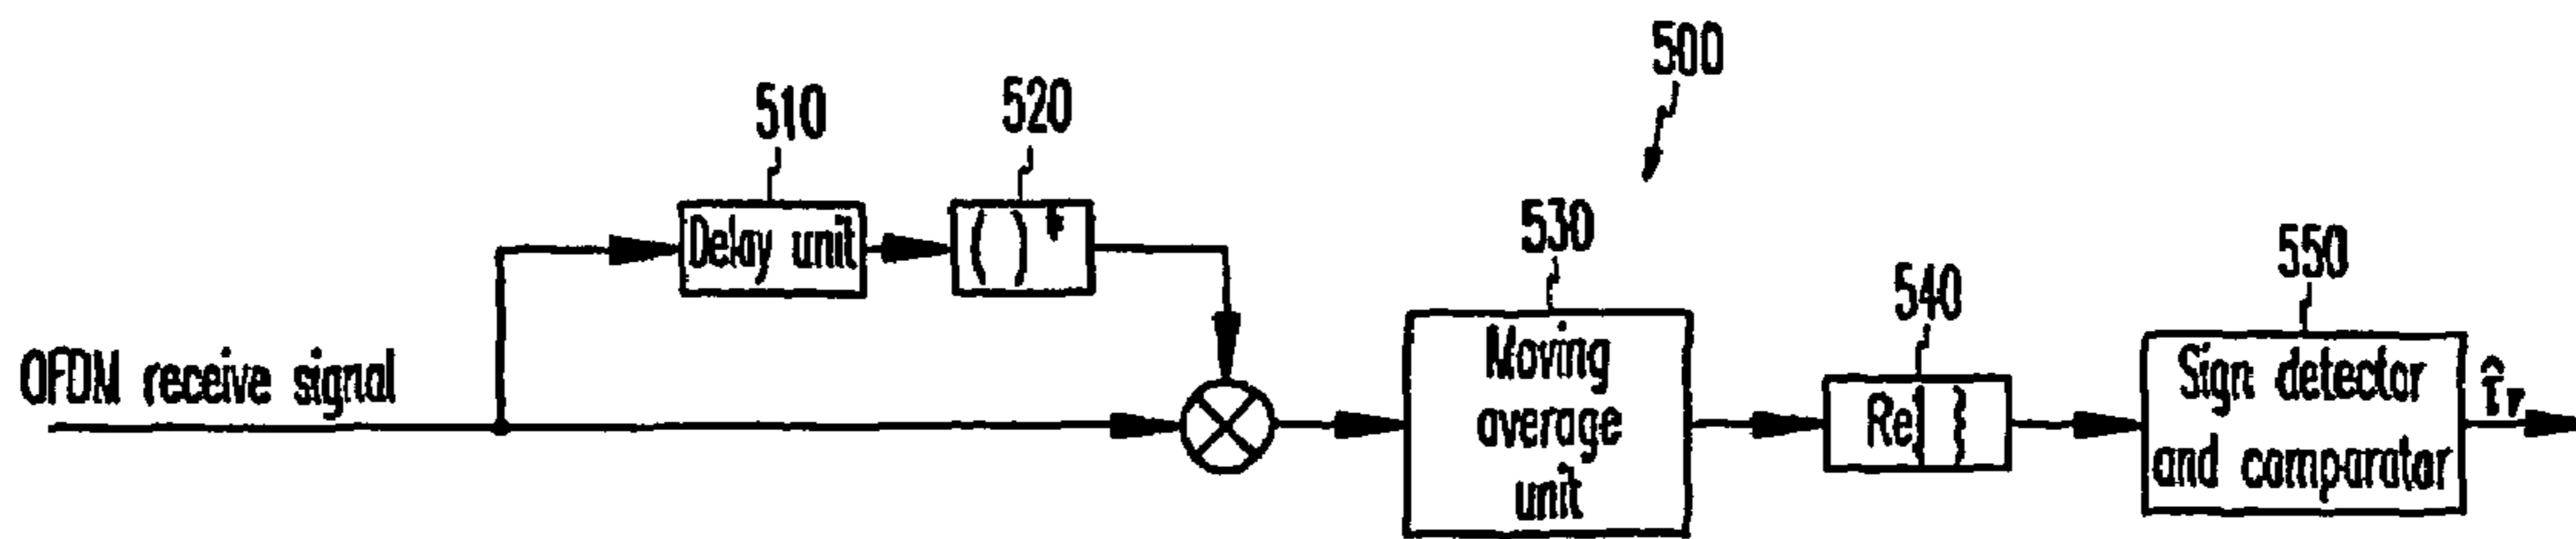 500
510
520
Delay unit
( )*
OFDM receive signal
530
Moving
average
unit
540
Re{ }
550
Sign detector
and comparator
τ̂r